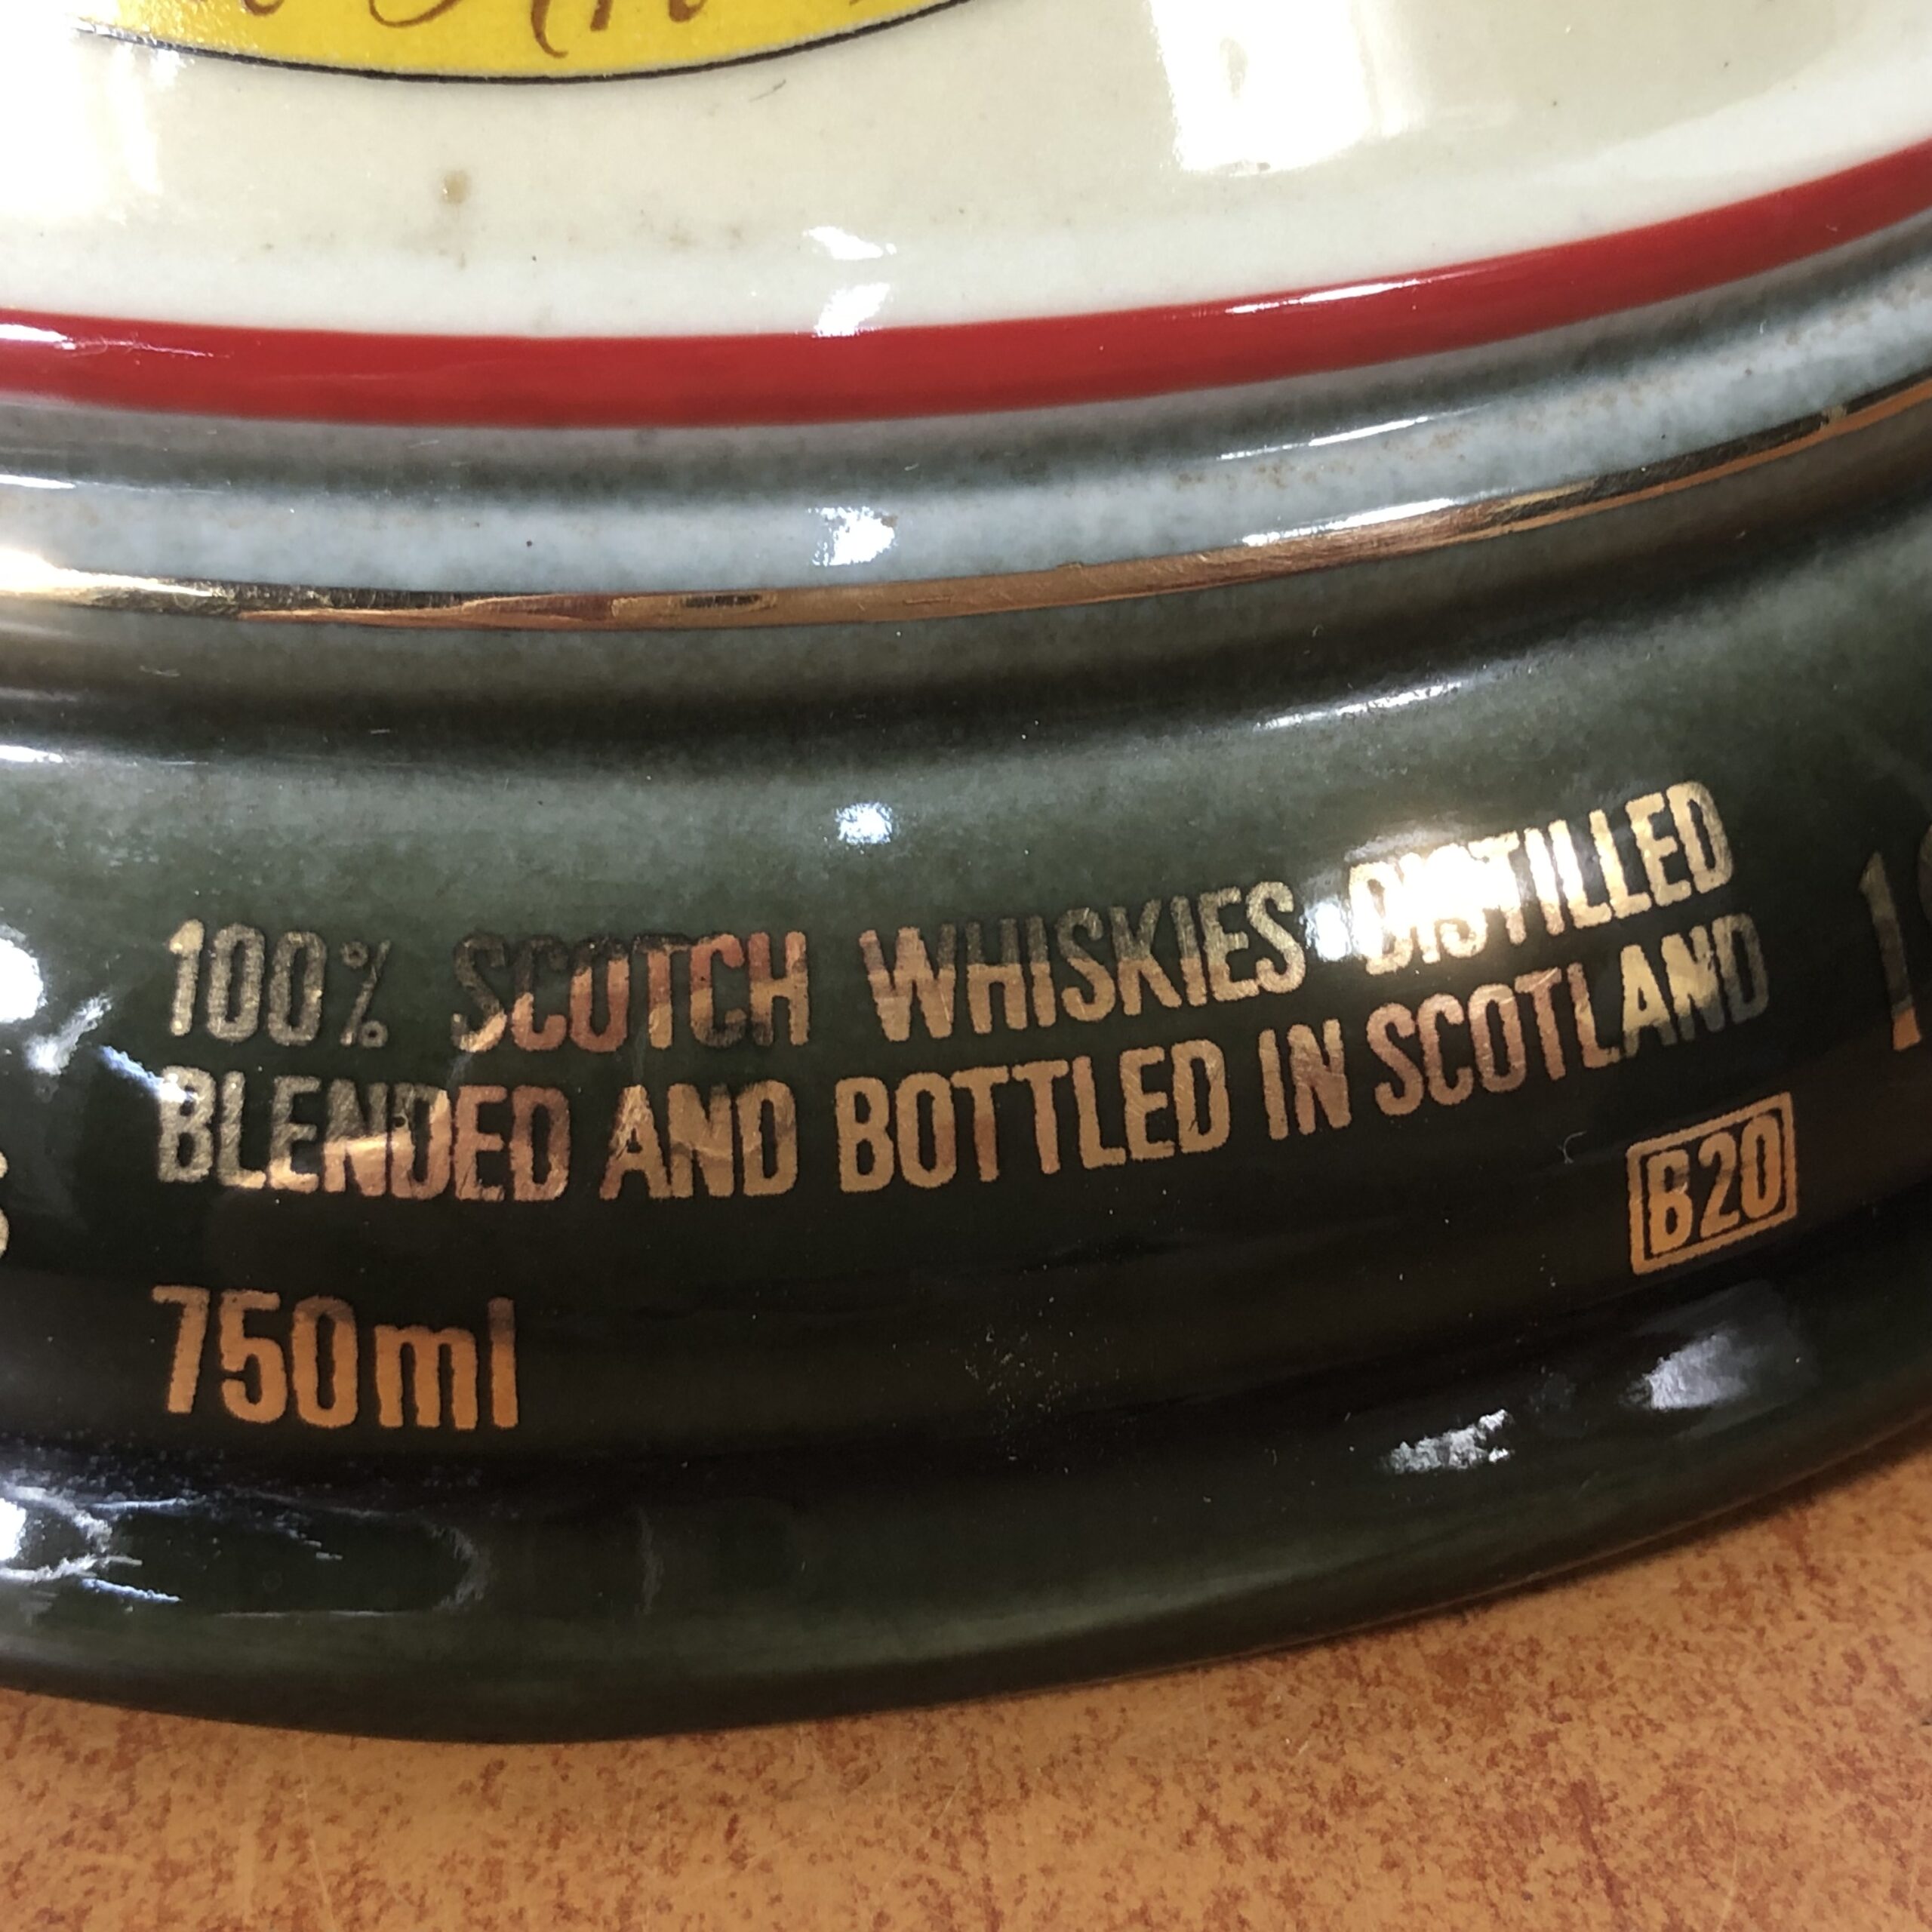 100% SCOTCH WHISKIES DISTILLED
BLENDED AND BOTTLED IN SCOTLAND
B20
750ml